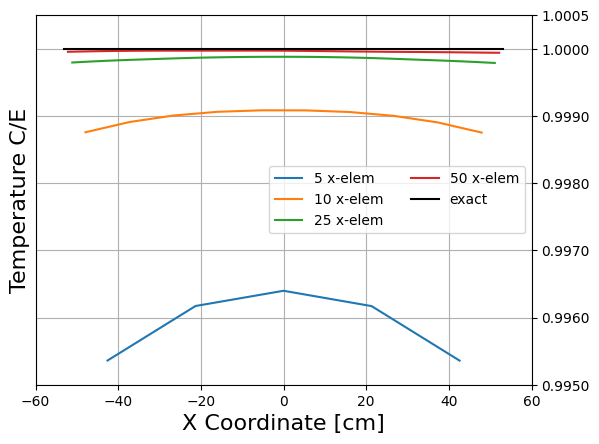 1.0005
1.0000
0.9990
0.9980
0.9970
0.9960
0.9950
Temperature C/E
5 x-elem
10 x-elem
25 x-elem
50 x-elem
exact
−60
−40
−20
0
20
40
60
X Coordinate [cm]